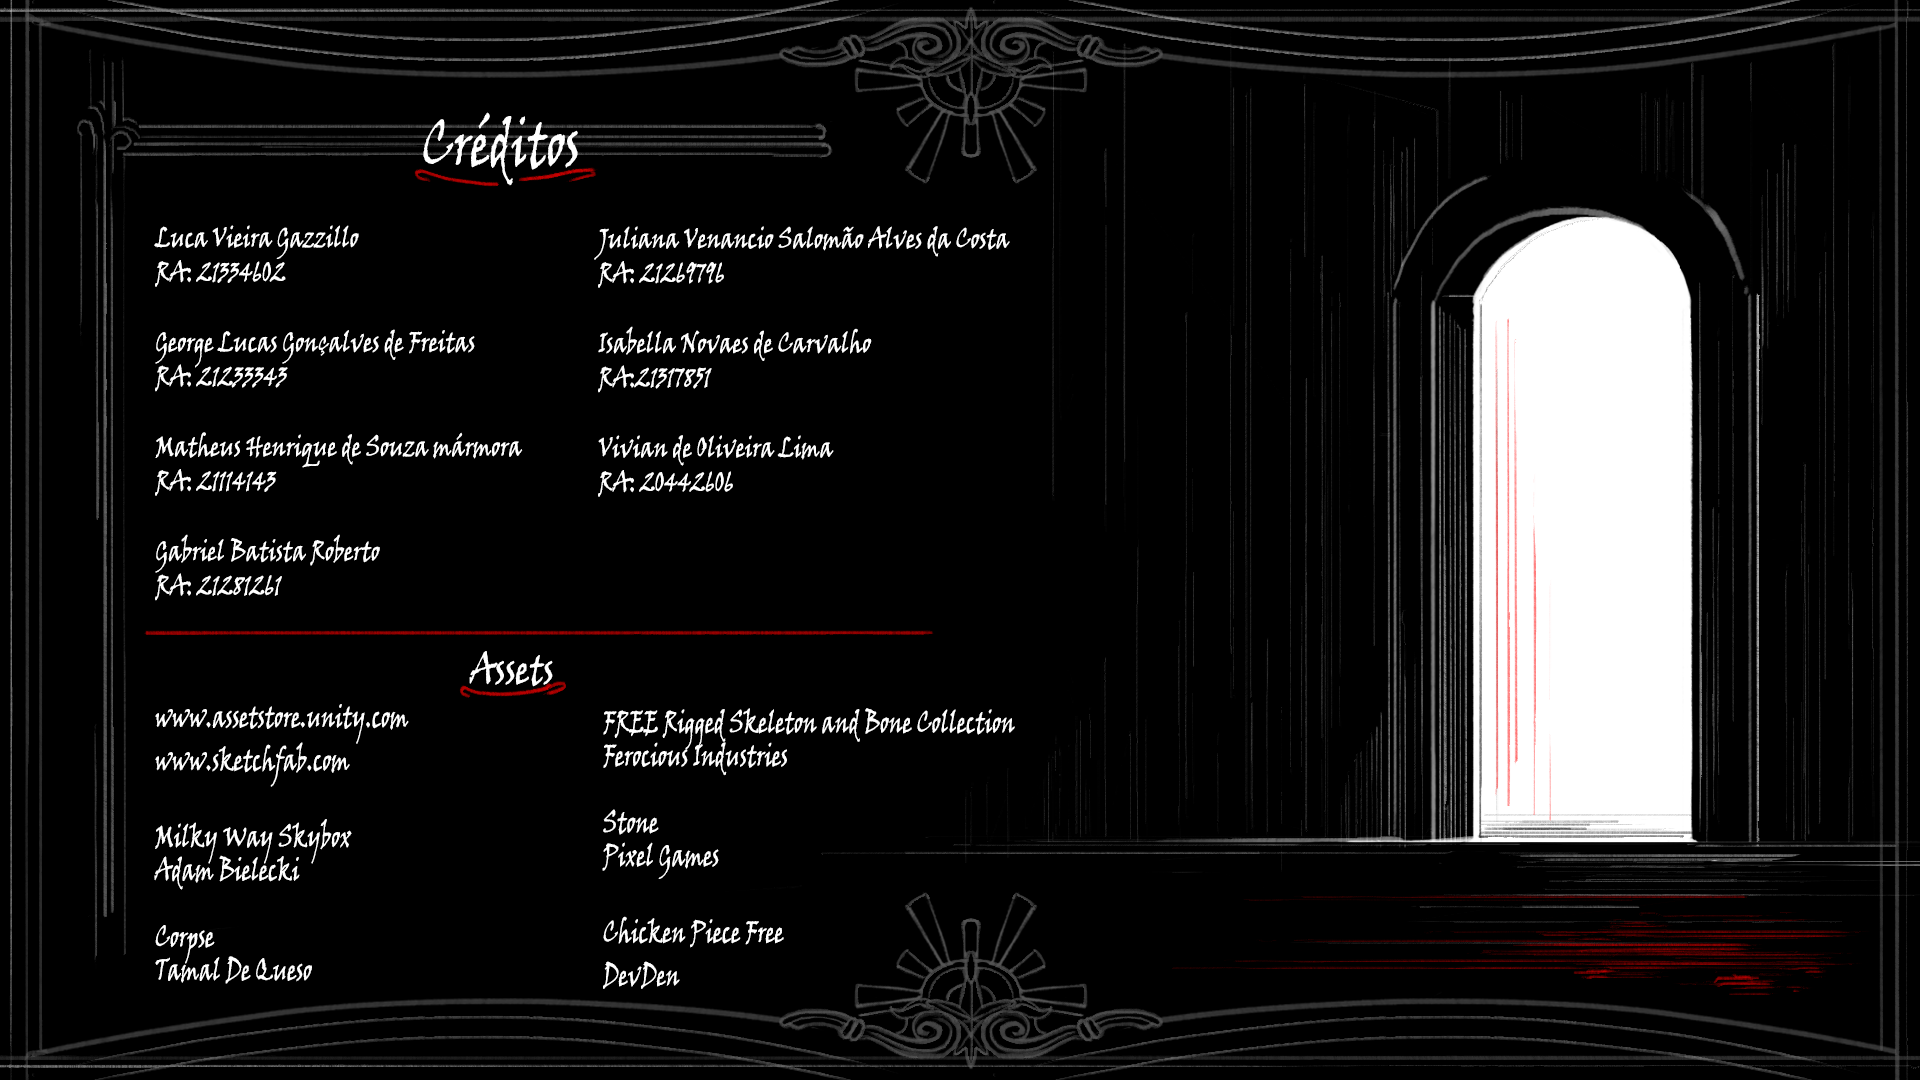 Créditos
Luca Vieira Gazzillo
RA: 21334602
George Lucas Gonçalves de Freitas
RA: 21233343
Matheus Henrique de Souza mármora
RA: 21114143
Gabriel Batista Roberto
RA: 21281261
Juliana Venancio Salomão Alves da Costa
RA: 21269796
Isabella Novaes de Carvalho
RA:21317851
Vivian de Oliveira Lima
RA: 20442606
Assets
www.assetstore.unity.com
www.sketchfab.com
Milky Way Skybox
Adam Bielecki
Corpse
Tamal De Queso
FREE Rigged Skeleton and Bone Collection
Ferocious Industries
Stone
Pixel Games
Chicken Piece Free
DevDen